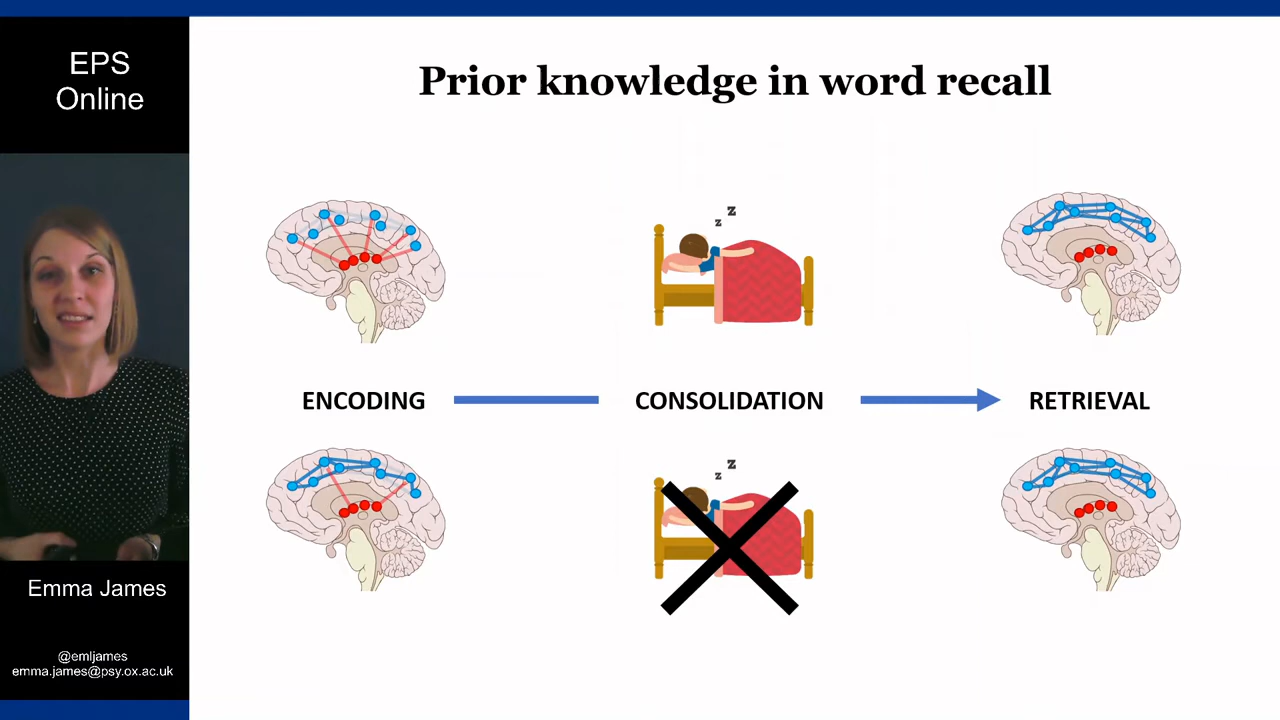 EPS
Online
Prior knowledge in word recall
z
z
ENCODING
CONSOLIDATION
RETRIEVAL
z
z
Emma James
@emljames
emma.james@psy.ox.ac.uk